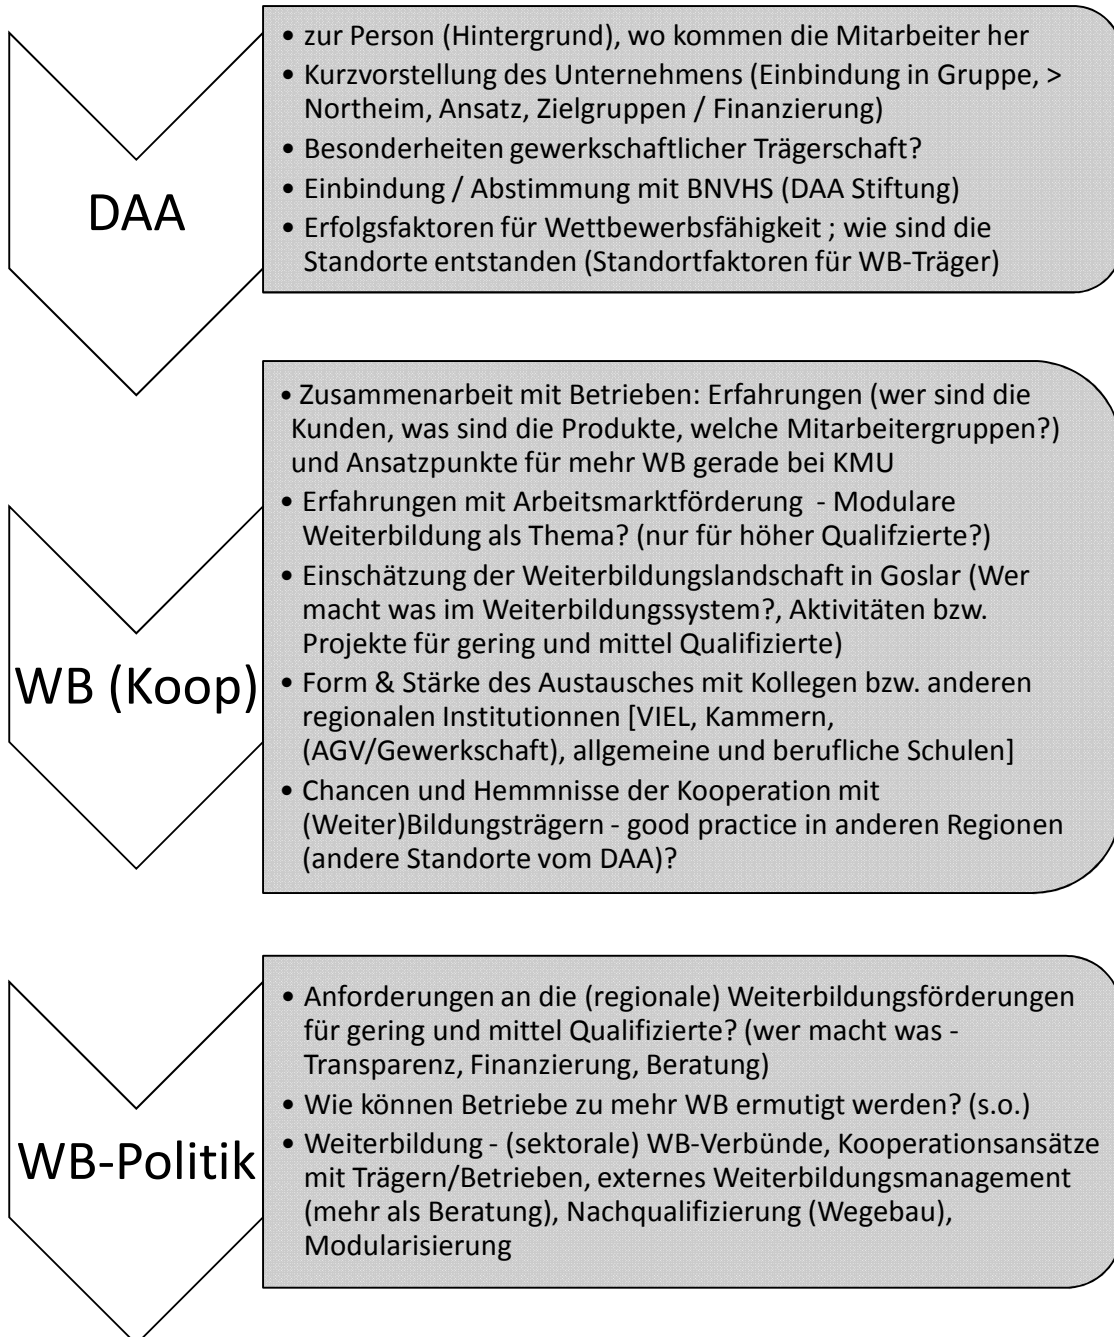 DAA
• zur Person (Hintergrund), wo kommen die Mitarbeiter her
• Kurzvorstellung des Unternehmens (Einbindung in Gruppe, >
Northeim, Ansatz, Zielgruppen / Finanzierung)
• Besonderheiten gewerkschaftlicher Trägerschaft?
• Einbindung / Abstimmung mit BNVHS (DAA Stiftung)
• Erfolgsfaktoren für Wettbewerbsfähigkeit ; wie sind die
Standorte entstanden (Standortfaktoren für WB-Träger)
WB (Koop)
• Zusammenarbeit mit Betrieben: Erfahrungen (wer sind die
Kunden, was sind die Produkte, welche Mitarbeitergruppen?)
und Ansatzpunkte für mehr WB gerade bei KMU
• Erfahrungen mit Arbeitsmarktförderung - Modulare
Weiterbildung als Thema? (nur für höher Qualifzierte?)
• Einschätzung der Weiterbildungslandschaft in Goslar (Wer
macht was im Weiterbildungssystem?, Aktivitäten bzw.
Projekte für gering und mittel Qualifizierte)
• Form & Stärke des Austausches mit Kollegen bzw. anderen
regionalen Institutionnen [VIEL, Kammern,
(AGV/Gewerkschaft), allgemeine und berufliche Schulen]
• Chancen und Hemmnisse der Kooperation mit
(Weiter)Bildungsträgern - good practice in anderen Regionen
(andere Standorte vom DAA)?
WB-Politik
• Anforderungen an die (regionale) Weiterbildungsförderungen
für gering und mittel Qualifizierte? (wer macht was -
Transparenz, Finanzierung, Beratung)
• Wie können Betriebe zu mehr WB ermutigt werden? (s.o.)
• Weiterbildung - (sektorale) WB-Verbünde, Kooperationsansätze
mit Trägern/Betrieben, externes Weiterbildungsmanagement
(mehr als Beratung), Nachqualifizierung (Wegebau),
Modularisierung